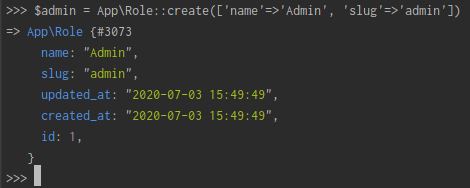 >>> $admin = App\Role::create(['name'=>'Admin', 'slug'=>'admin'])
=> App\Role {#3073
     name: "Admin",
     slug: "admin",
     updated_at: "2020-07-03 15:49:49",
     created_at: "2020-07-03 15:49:49",
     id: 1,
   }
>>>